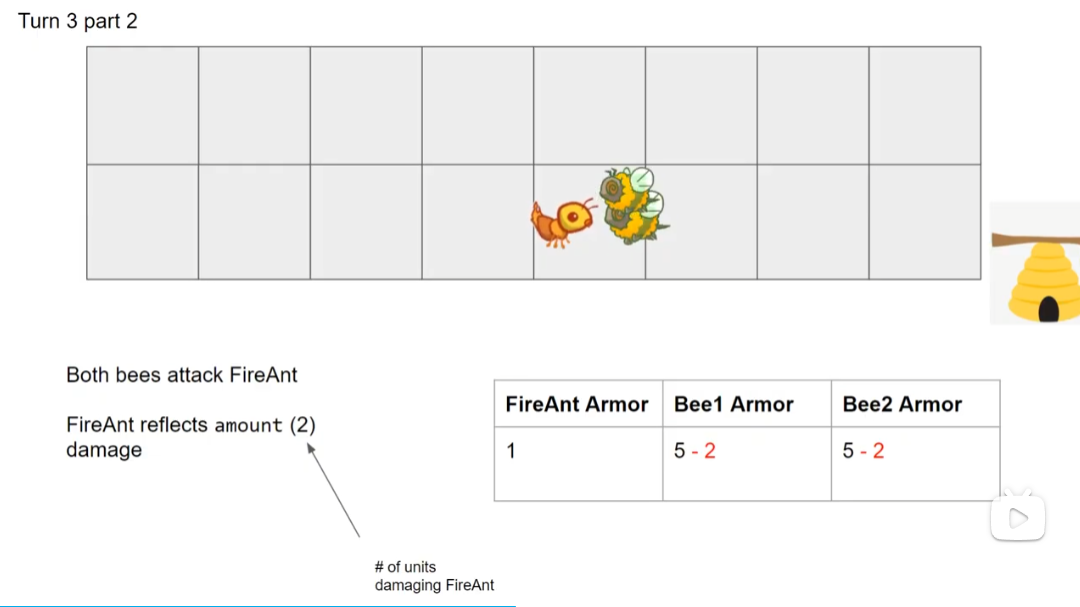 Turn 3 part 2
Both bees attack FireAnt
FireAnt reflects amount (2)
damage
# of units
damaging FireAnt
FireAnt Armor Bee1 Armor Bee2 Armor
1 5 - 2 5 - 2